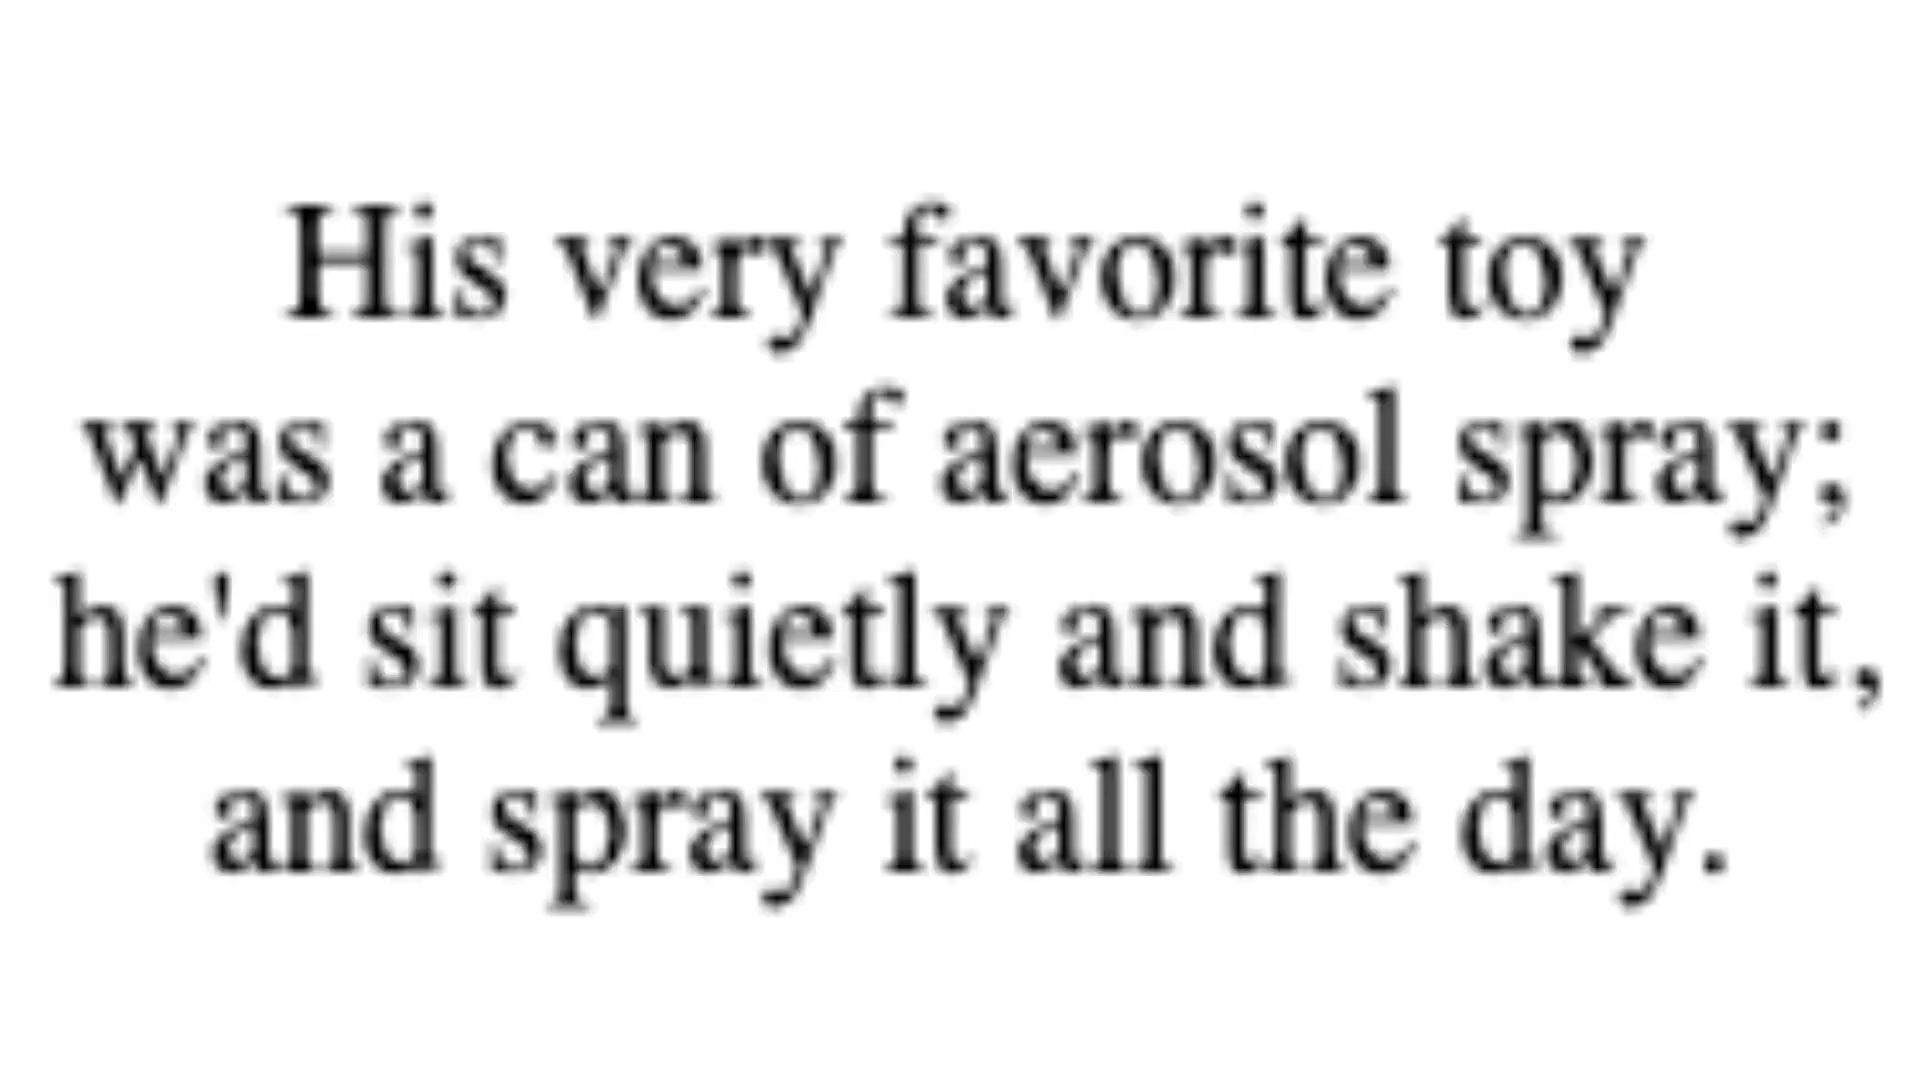 His very favorite toy
was a can of aerosol spray;
he'd sit quietly and shake it,
and spray it all the day.